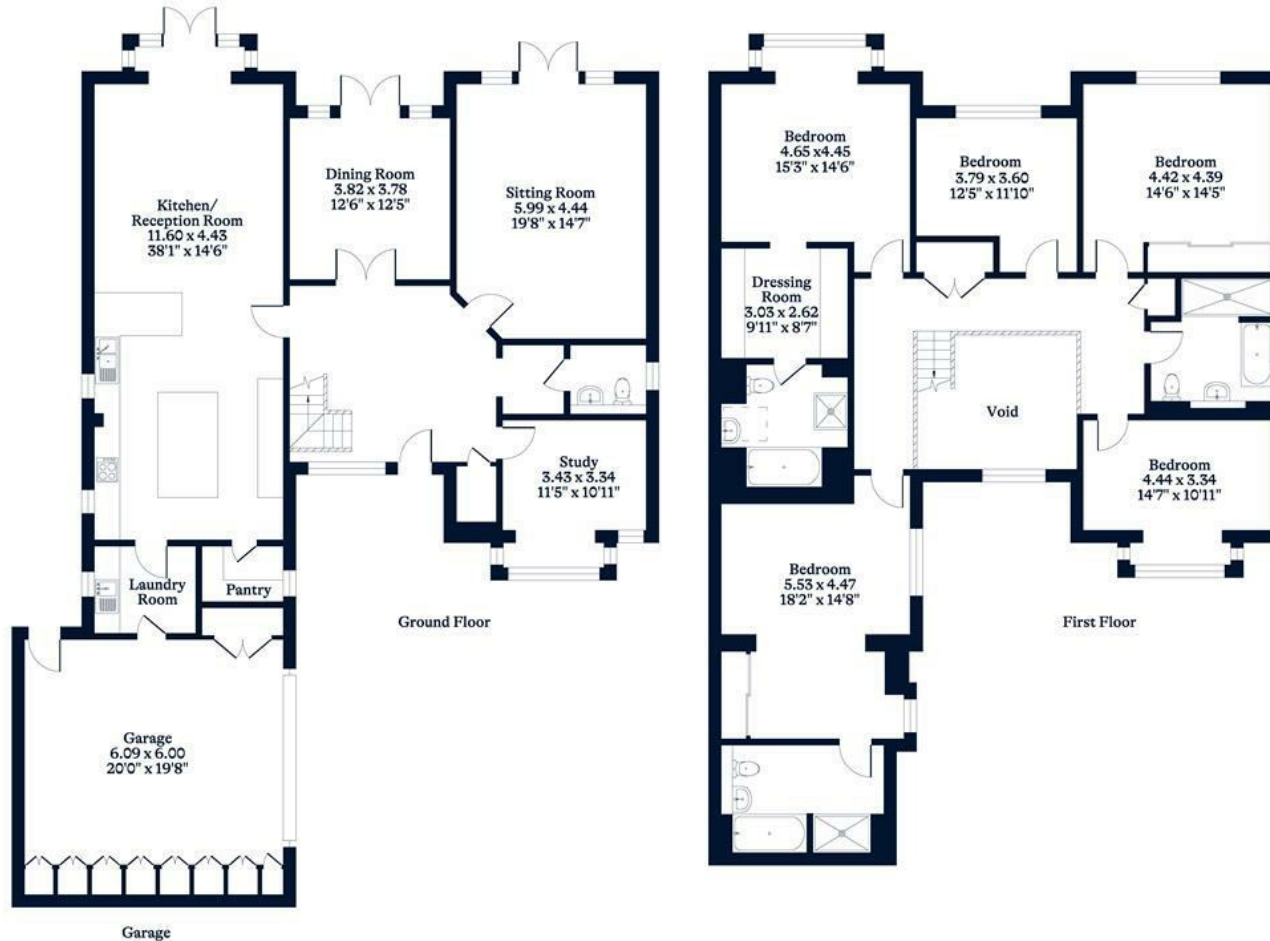 Kitchen/
Reception Room
11.60 x 4.43
38'1" x 14'6"
Dining Room
3.82 x 3.78
12'6" x 12'5"
Sitting Room
5.99 x 4.44
19'8" x 14'7"
Study
3.43 x 3.34
11'5" x 10'11"
Laundry
Room
Pantry
Ground Floor
Garage
6.09 x 6.00
20'0" x 19'8"
Garage
Bedroom
4.65 x4.45
15'3" x 14'6"
Bedroom
3.79 x 3.60
12'5" x 11'10"
Bedroom
4.42 x 4.39
14'6" x 14'5"
Dressing
Room
3.03 x 2.62
9'11" x 8'7"
Void
Bedroom
4.44 x 3.34
14'7" x 10'11"
Bedroom
5.53 x 4.47
18'2" x 14'8"
First Floor